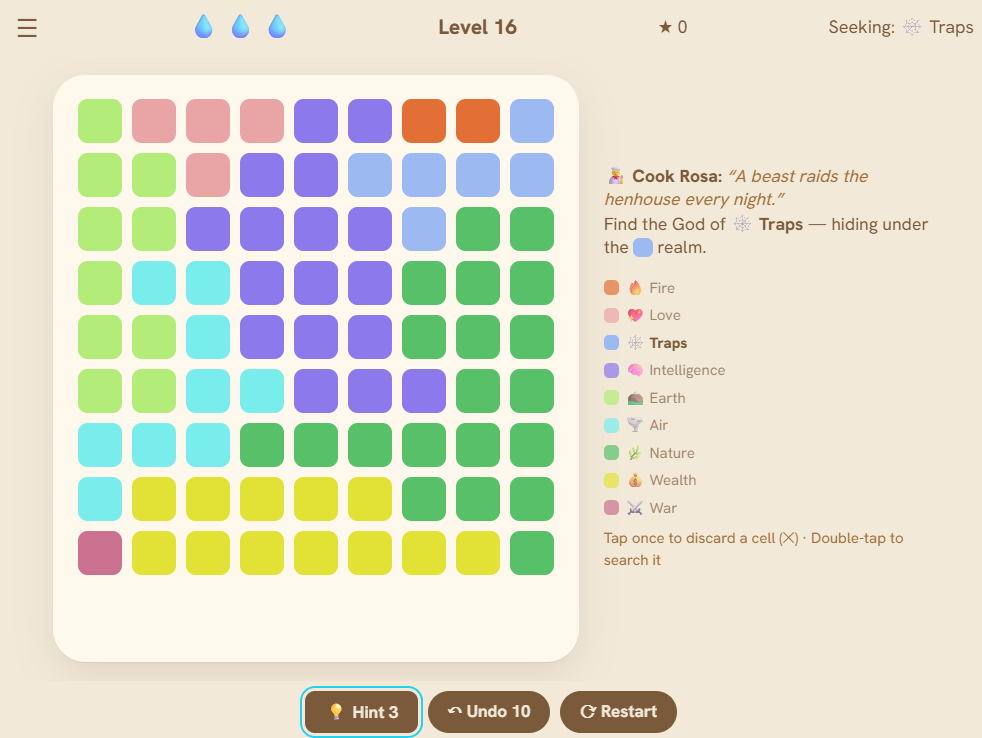 Level 16
★ 0
Seeking: Traps
Cook Rosa: “A beast raids the
henhouse every night.”
Find the God of Traps — hiding under
the realm.
Fire
Love
Traps
Intelligence
Earth
Air
Nature
Wealth
War
Tap once to discard a cell (X) · Double-tap to
search it
Hint 3
Undo 10
Restart